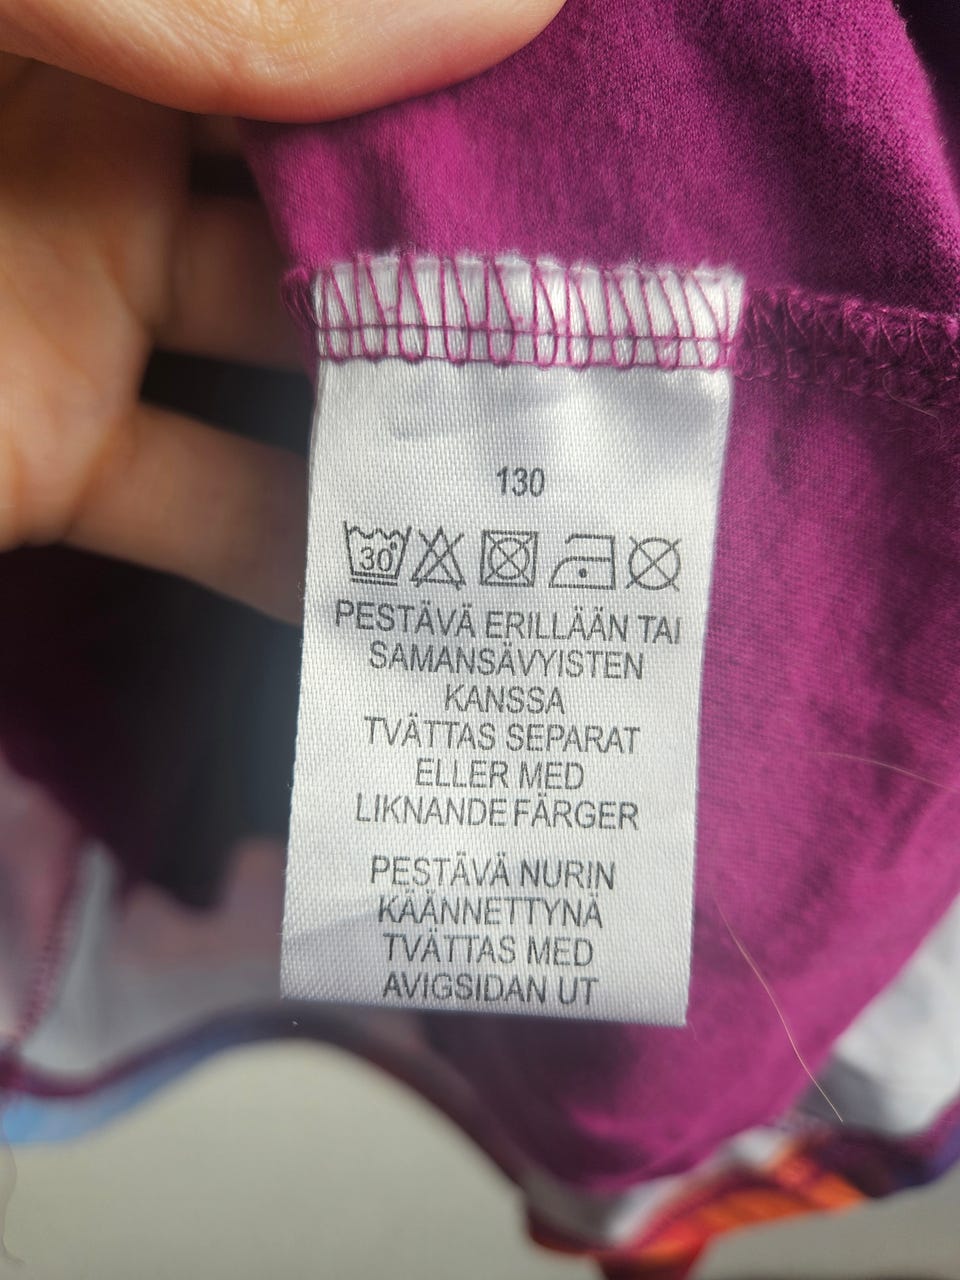 130
30°
PESTÄVÄ ERILLÄÄN TAI
SAMANSÄVYISTEN
KANSSA
TVÄTTAS SEPARAT
ELLER MED
LIKNANDE FÄRGER
PESTÄVÄ NURIN
KÄÄNNETTYNÄ
TVÄTTAS MED
AVIGSIDAN UT